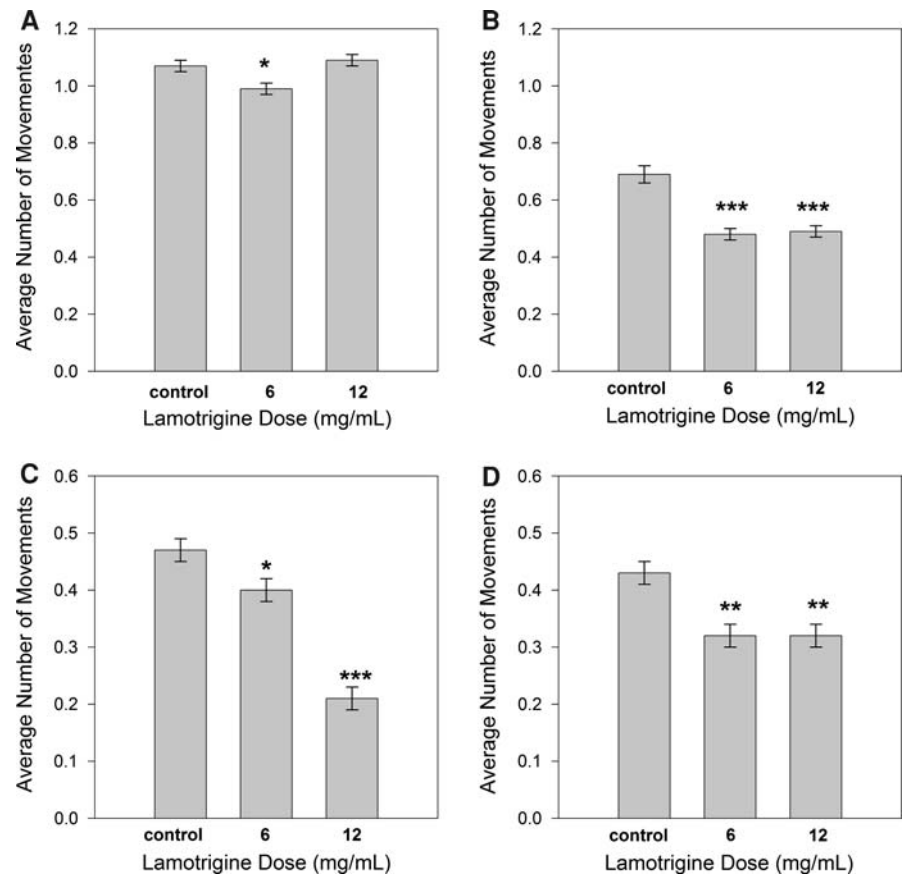 A
Average Number of Movementes
1.2
1.0
0.8
0.6
0.4
0.2
0.0
*
control 6 12
Lamotrigine Dose (mg/mL)
B
Average Number of Movements
1.2
1.0
0.8
0.6
0.4
0.2
0.0
*** ***
control 6 12
Lamotrigine Dose (mg/mL)
C
Average Number of Movements
0.6
0.5
0.4
0.3
0.2
0.1
0.0
*
***
control 6 12
Lamotrigine Dose (mg/mL)
D
Average Number of Movements
0.6
0.5
0.4
0.3
0.2
0.1
0.0
** **
control 6 12
Lamotrigine Dose (mg/mL)